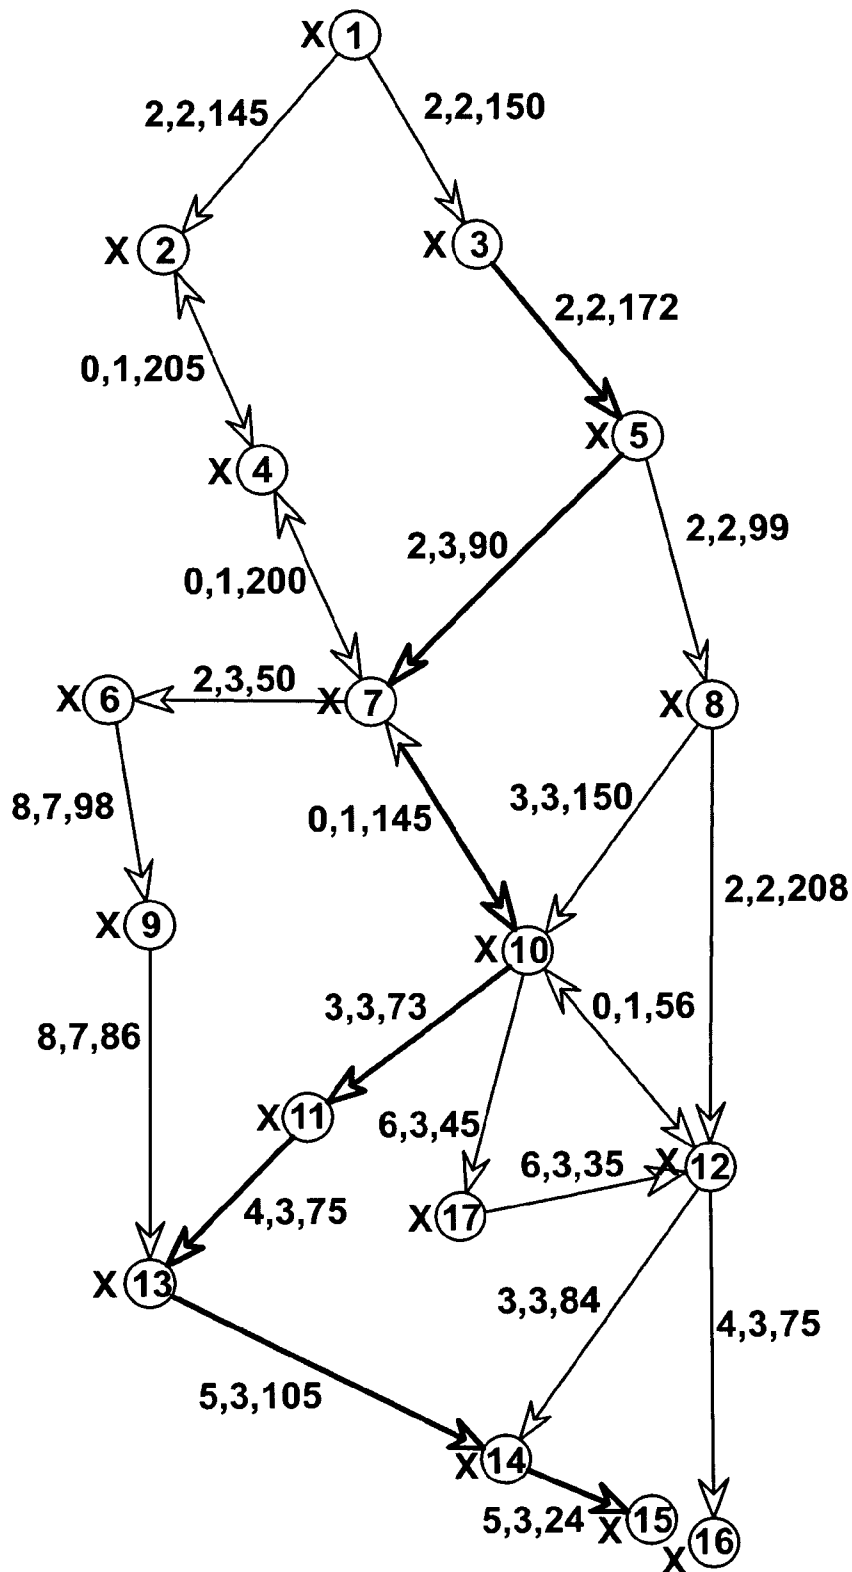 X 1
2,2,145
2,2,150
X 2
X 3
2,2,172
0,1,205
X 5
X 4
2,2,99
2,3,90
0,1,200
X 6
2,3,50
X 7
X 8
8,7,98
3,3,150
0,1,145
2,2,208
X 9
X 10
0,1,56
3,3,73
8,7,86
X 11
6,3,45
6,3,35
X 12
4,3,75
X 17
X 13
3,3,84
4,3,75
5,3,105
X 14
5,3,24
X 15
X 16